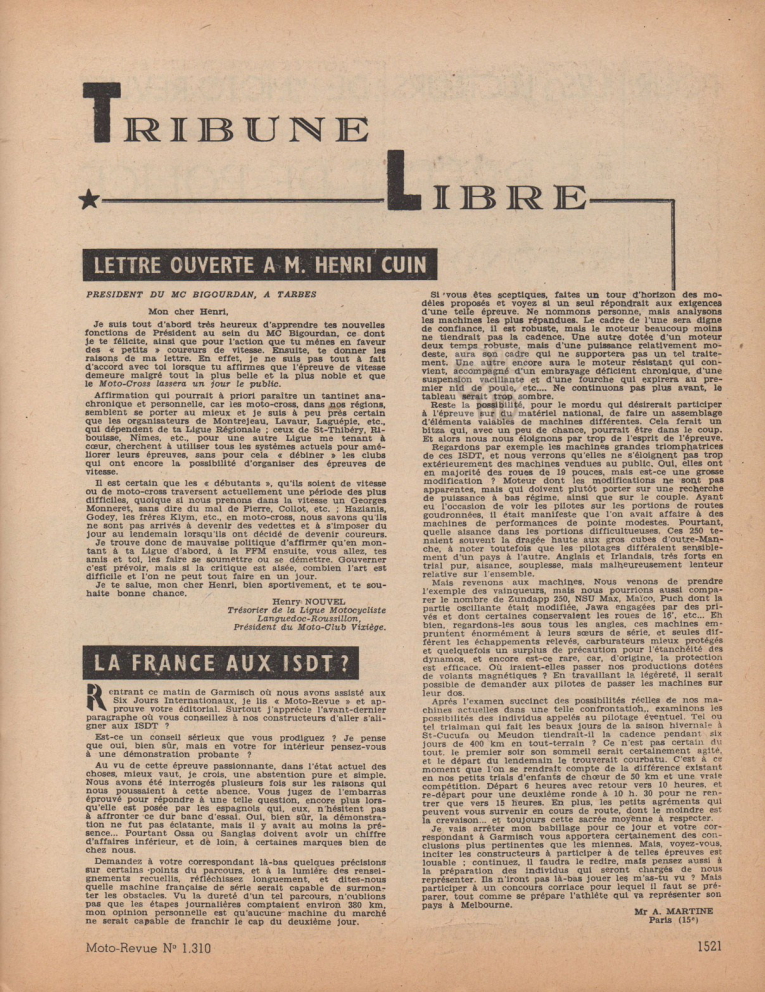 TRIBUNE
LIBRE
LETTRE OUVERTE A M. HENRI CUIN
PRESIDENT DU MC BIGOURDAN, A TARBES
Mon cher Henri,
Je suis tout d'abord très heureux d'apprendre tes nouvelles
fonctions de Président au sein du MC Bigourdan, ce dont
je te félicite, ainsi que pour l'action que tu mènes en faveur
des « petits » coureurs de vitesse. Ensuite, te donner les
raisons de ma lettre. En effet, je ne suis pas tout à fait
d'accord avec toi lorsque tu affirmes que l'épreuve de vitesse
demeure malgré tout la plus belle et la plus noble et que
le Moto-Cross lassera un jour le public.
Affirmation qui pourrait à priori paraître un tantinet ana-
chronique et personnelle, car les moto-cross, dans nos régions,
semblent se porter au mieux et je suis à peu près certain
que les organisateurs de Montrejeau, Lavaur, Laguépie, etc.,
qui dépendent de ta Ligue Régionale ; ceux de St-Thibéry, Ri-
bouisse, Nîmes, etc., pour une autre Ligue me tenant à
cœur, cherchent à utiliser tous les systèmes actuels pour amé-
liorer leurs épreuves, sans pour cela « débiner » les clubs
qui ont encore la possibilité d'organiser des épreuves de
vitesse.
Il est certain que les « débutants », qu'ils soient de vitesse
ou de moto-cross traversent actuellement une période des plus
difficiles, quoique si nous prenons dans la vitesse un Georges
Monneret, sans dire du mal de Pierre, Collot, etc. ; Hazianis,
Godey, les frères Klym, etc., en moto-cross, nous savons qu'ils
ne sont pas arrivés à devenir des vedettes et à s'imposer du
jour au lendemain lorsqu'ils ont décidé de devenir coureurs.
Je trouve donc de mauvaise politique d'affirmer qu'en mon-
tant à ta Ligue d'abord, à la FFM ensuite, vous allez, tes
amis et toi, les faire se soumettre ou se démettre. Gouverner
c'est prévoir, mais si la critique est aisée, combien l'art est
difficile et l'on ne peut tout faire en un jour.
Je te salue, mon cher Henri, bien sportivement, et te sou-
haite bonne chance.
Henry NOUVEL
Trésorier de la Ligue Motocycliste
Languedoc-Roussillon,
Président du Moto-Club Viziège.
LA FRANCE AUX ISDT ?
Rentrant ce matin de Garmisch où nous avons assisté aux
Six Jours Internationaux, je lis « Moto-Revue » et ap-
prouve votre éditorial. Surtout j'apprécie l'avant-dernier
paragraphe où vous conseillez à nos constructeurs d'aller s'ali-
gner aux ISDT ?
Est-ce un conseil sérieux que vous prodiguez ? Je pense
que oui, bien sûr, mais en votre for intérieur pensez-vous
à une démonstration probante ?
Au vu de cette épreuve passionnante, dans l'état actuel des
choses, mieux vaut, je crois, une abstention pure et simple.
Nous avons été interrogés plusieurs fois sur les raisons qui
nous poussaient à cette abence. Vous jugez de l'embarras
éprouvé pour répondre à une telle question, encore plus lors-
qu'elle est posée par les espagnols qui, eux, n'hésitent pas
à affronter ce dur banc d'essai. Oui, bien sûr, la démonstra-
tion ne fut pas éclatante, mais il y avait au moins la pré-
sence... Pourtant Ossa ou Sanglas doivent avoir un chiffre
d'affaires inférieur, et de loin, à certaines marques bien de
chez nous.
Demandez à votre correspondant là-bas quelques précisions
sur certains points du parcours, et à la lumière des rensei-
gnements recueillis, réfléchissez longuement, et dites-nous
quelle machine française de série serait capable de surmon-
ter les obstacles. Vu la dureté d'un tel parcours, n'oublions
pas que les étapes journalières comptaient environ 380 km,
mon opinion personnelle est qu'aucune machine du marché
ne serait capable de franchir le cap du deuxième jour.
Si vous êtes sceptiques, faites un tour d'horizon des mo-
dèles proposés et voyez si un seul répondrait aux exigences
d'une telle épreuve. Ne nommons personne, mais analysons
les machines les plus répandues. Le cadre de l'une sera digne
de confiance, il est robuste, mais le moteur beaucoup moins
ne tiendrait pas la cadence. Une autre dotée d'un moteur
deux temps robuste, mais d'une puissance relativement mo-
deste, aura son cadre qui ne supportera pas un tel traite-
ment. Une autre encore aura le moteur résistant qui con-
vient, accompagné d'un embrayage déficient chronique, d'une
suspension vacillante et d'une fourche qui expirera au pre-
mier nid de poule, etc.... Ne continuons pas plus avant, le
tableau serait trop sombre.
Reste la possibilité, pour le mordu qui désirerait participer
à l'épreuve sur un matériel national, de faire un assemblage
d'éléments valables de machines différentes. Cela ferait un
bitza qui, avec un peu de chance, pourrait être dans le coup.
Et alors nous nous éloignons par trop de l'esprit de l'épreuve.
Regardons par exemple les machines grandes triomphatrices
de ces ISDT, et nous verrons qu'elles ne s'éloignent pas trop
extérieurement des machines vendues au public. Oui, elles ont
en majorité des roues de 19 pouces, mais est-ce une grosse
modification ? Moteur dont les modifications ne sont pas
apparentes, mais qui doivent plutôt porter sur une recherche
de puissance à bas régime, ainsi que sur le couple. Ayant
eu l'occasion de voir les pilotes sur les portions de routes
goudronnées, il était manifeste que l'on avait affaire à des
machines de performances de pointe modestes. Pourtant,
quelle aisance dans les portions difficultueuses. Ces 250 te-
naient souvent la dragée haute aux gros cubes d'outre-Man-
che, à noter toutefois que les pilotages différaient sensible-
ment d'un pays à l'autre. Anglais et Irlandais, très forts en
trial pur, aisance, souplesse, mais malheureusement lenteur
relative sur l'ensemble.
Mais revenons aux machines. Nous venons de prendre
l'exemple des vainqueurs, mais nous pourrions aussi compa-
rer le nombre de Zundapp 250, NSU Max, Maïco, Puch dont la
partie oscillante était modifiée, Jawa engagées par des pri-
vés et dont certaines conservaient les roues de 16', etc... Eh
bien, regardons-les sous tous les angles, ces machines em-
pruntent énormément à leurs sœurs de série, et seules dif-
fèrent les échappements relevés, carburateurs mieux protégés
et quelquefois un surplus de précaution pour l'étanchéité des
dynamos, et encore est-ce rare, car, d'origine, la protection
est efficace. Où iraient-elles passer nos productions dotées
de volants magnétiques ? En travaillant la légèreté, il serait
possible de demander aux pilotes de passer les machines sur
leur dos.
Après l'examen succinct des possibilités réelles de nos ma-
chines actuelles dans une telle confrontation,, examinons les
possibilités des individus appelés au pilotage éventuel. Tel ou
tel trialman qui fait les beaux jours de la saison hivernale à
St-Cucufa ou Meudon tiendrait-il la cadence pendant six
jours de 400 km en tout-terrain ? Ce n'est pas certain du
tout, le premier soir son sommeil serait certainement agité,
et le départ du lendemain le trouverait courbatu. C'est à ce
moment que l'on se rendrait compte de la différence existant
en nos petits trials d'enfants de chœur de 50 km et une vraie
compétition. Départ 6 heures avec retour vers 10 heures, et
re-départ pour une deuxième ronde à 10 h. 30 pour ne ren-
trer que vers 15 heures. En plus, les petits agréments qui
peuvent vous survenir en cours de route, dont le moindre est
la crevaison... et toujours cette sacrée moyenne à respecter.
Je vais arrêter mon babillage pour ce jour et votre cor-
respondant à Garmisch vous apportera certainement des con-
clusions plus pertinentes que les miennes. Mais, voyez-vous,
inciter les constructeurs à participer à de telles épreuves est
louable ; continuez, il faudra le redire, mais pensez aussi à
la préparation des individus qui seront chargés de nous
représenter. Ils n'iront pas là-bas jouer les m'as-tu vu ? Mais
participer à un concours corriace pour lequel il faut se pré-
parer, tout comme se prépare l'athlète qui va représenter son
pays à Melbourne.
Mr A. MARTINE
Paris (15e)
Moto-Revue No 1.310
1521